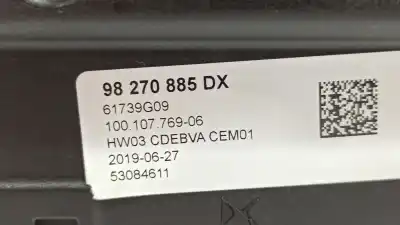 98 270 885 DX
61739G09
100.107.769-06
HW03 CDEBVA CEM01
2019-06-27
53084611